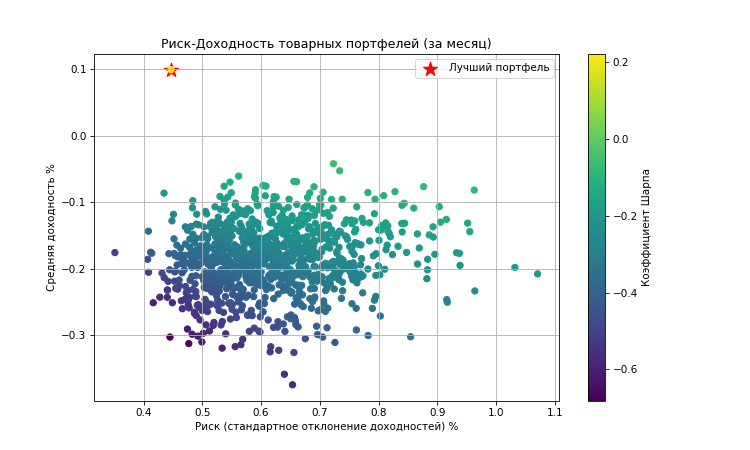 Риск-Доходность товарных портфелей (за месяц)
Лучший портфель
0.1
0.0
−0.1
−0.2
−0.3
Средняя доходность %
0.4 0.5 0.6 0.7 0.8 0.9 1.0 1.1
Риск (стандартное отклонение доходностей) %
0.2
0.0
−0.2
−0.4
−0.6
Коэффициент Шарпа